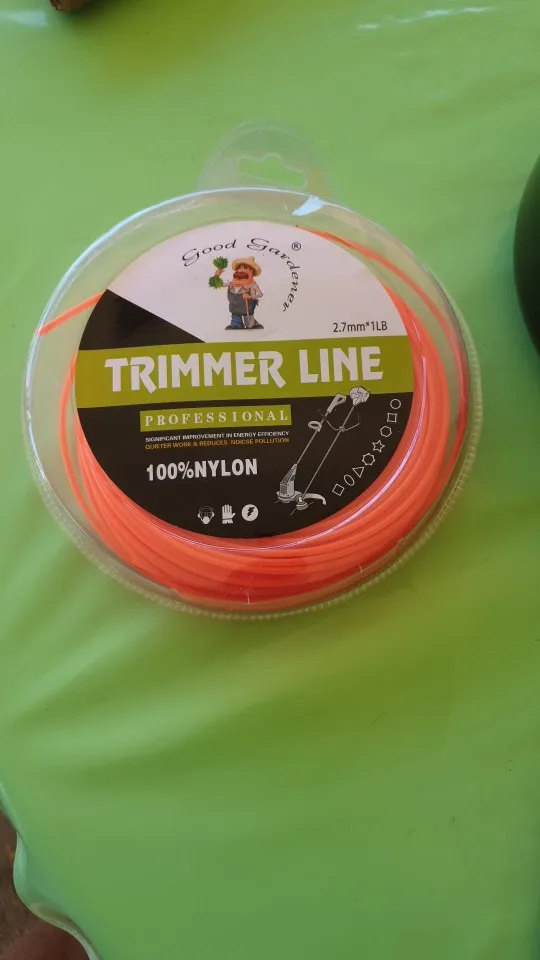 Good Gardener®
2.7mm*1LB
TRIMMER LINE
PROFESSIONAL
SIGNIFICANT IMPROVEMENT IN ENERGY EFFICIENCY
QUIETER WORK & REDUCES NOICSE POLLUTION
100%NYLON